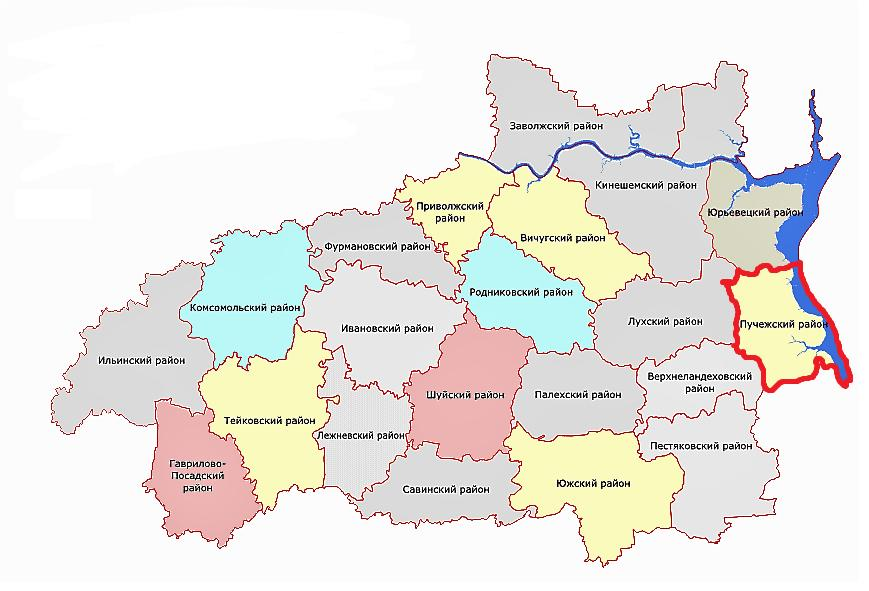 Заволжский район
Кинешемский район
Приволжский
район
Юрьевецкий район
Вичугский район
Фурмановский район
Родниковский район
Комсомольский район
Лухский район
Пучежский район
Ивановский район
Ильинский район
Верхнеландеховский
район
Шуйский район
Палехский район
Тейковский район
Лежневский район
Пестяковский район
Гаврилово-
Посадский
район
Южский район
Савинский район